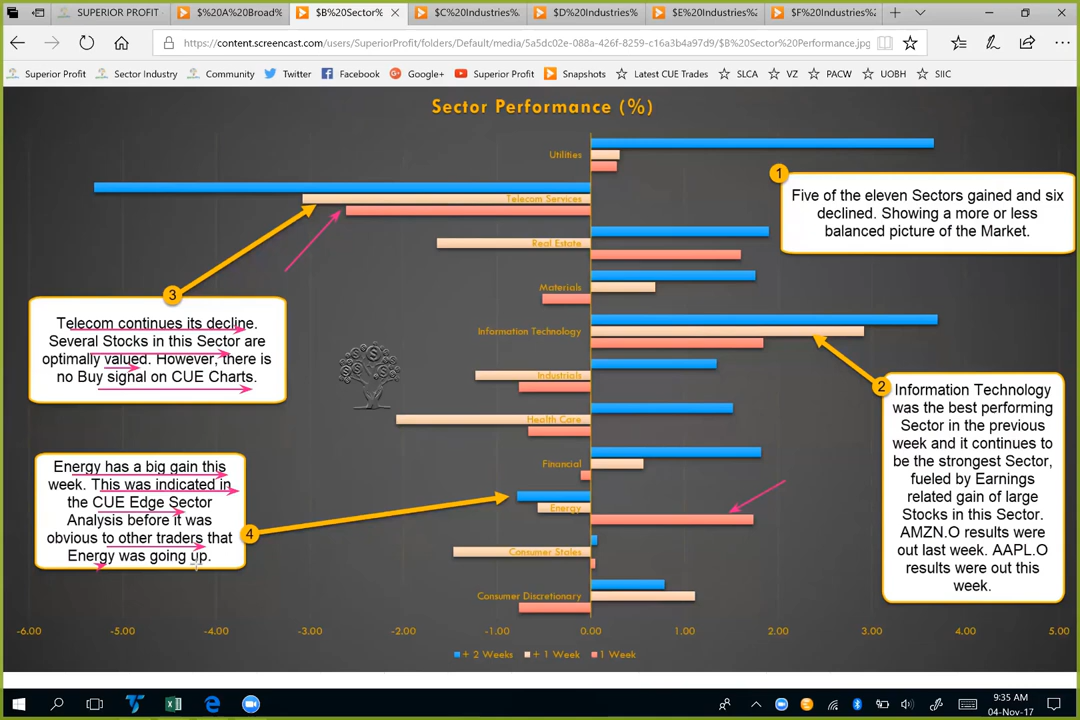 SUPERIOR PROFIT -
$%20A%20Broad%
$B%20Sector%
$C%20Industries%.
$D%20Industries%
$E%20Industries%2
$F%20Industries%2
https://content.screencast.com/users/SuperiorProfit/folders/Default/media/5a5dc02e-088a-426f-8259-c16a3b4a97d9/$B%20Sector%20Performance.jpg
Superior Profit
Sector Industry
Community
Twitter
Facebook
Google+
Superior Profit
Snapshots
Latest CUE Trades
SLCA
VZ
PACW
UOBH
SIIC
Sector Performance (%)
Utilities
Telecom Services
Real Estate
Materials
Information Technology
Industrials
Health Care
Financial
Energy
Consumer Stales
Consumer Discretionary
1
Five of the eleven Sectors gained and six
declined. Showing a more or less
balanced picture of the Market.
3
Telecom continues its decline.
Several Stocks in this Sector are
optimally valued. However, there is
no Buy signal on CUE Charts.
2
Information Technology
was the best performing
Sector in the previous
week and it continues to
be the strongest Sector,
fueled by Earnings
related gain of large
Stocks in this Sector.
AMZN.O results were
out last week. AAPL.O
results were out this
week.
4
Energy has a big gain this
week. This was indicated in
the CUE Edge Sector
Analysis before it was
obvious to other traders that
Energy was going up.
-6.00 -5.00 -4.00 -3.00 -2.00 -1.00 0.00 1.00 2.00 3.00 4.00 5.00
+ 2 Weeks + 1 Week 1 Week
9:35 AM
04-Nov-17